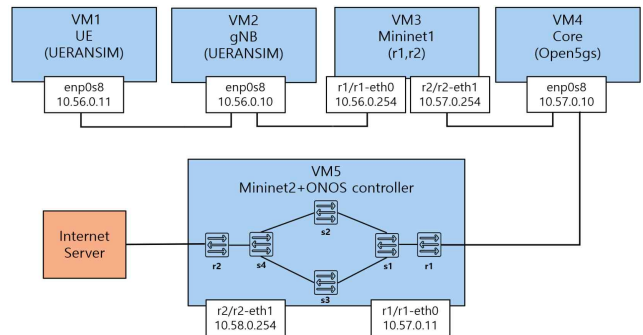 VM1
UE
(UERANSIM)
enp0s8
10.56.0.11
VM2
gNB
(UERANSIM)
enp0s8
10.56.0.10
VM3
Mininet1
(r1,r2)
r1/r1-eth0
10.56.0.254
r2/r2-eth1
10.57.0.254
VM4
Core
(Open5gs)
enp0s8
10.57.0.10
VM5
Mininet2+ONOS controller
Internet
Server
r2
s4
s2
s3
s1
r1
r2/r2-eth1
10.58.0.254
r1/r1-eth0
10.57.0.11